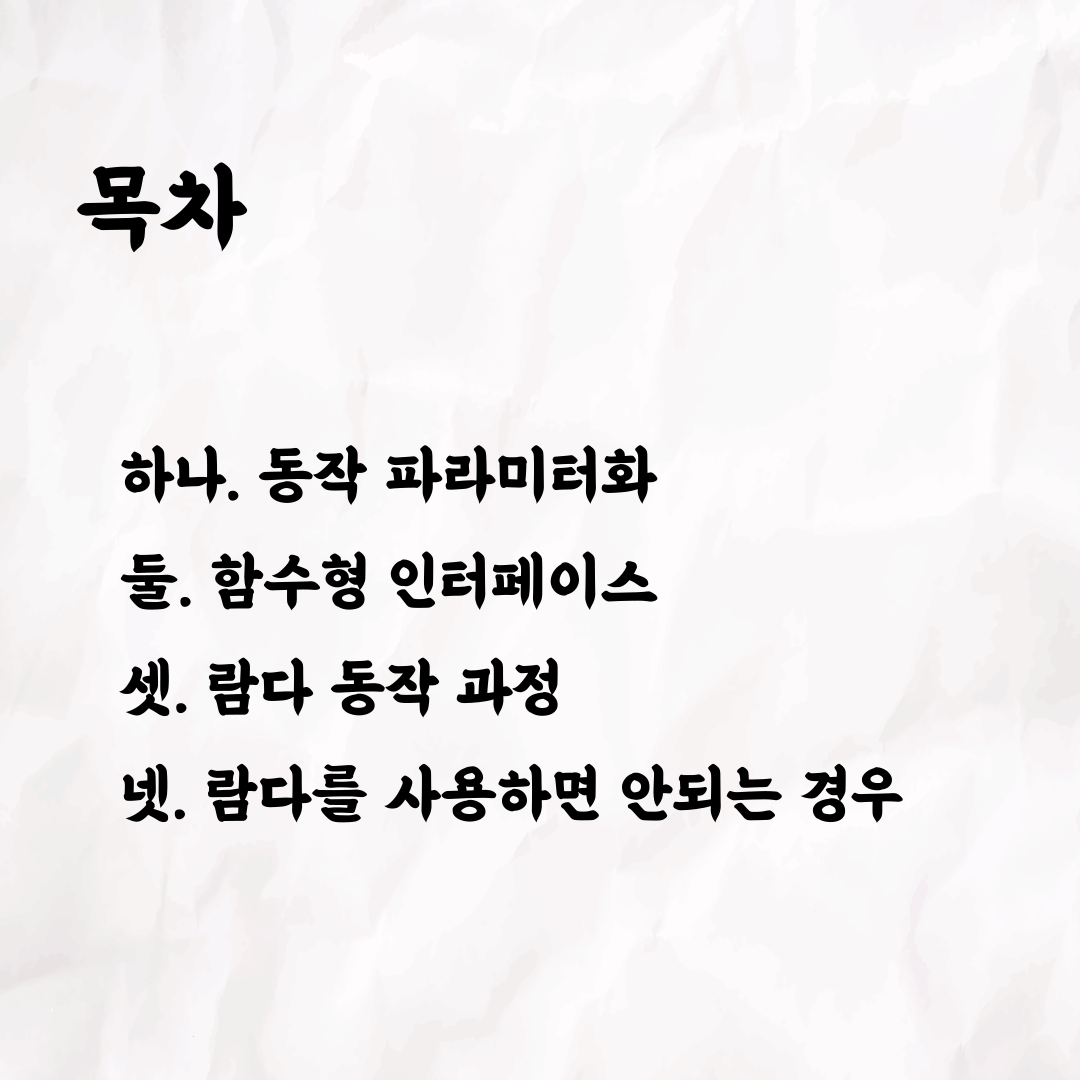 목차
하나. 동작 파라미터화
둘. 함수형 인터페이스
셋. 람다 동작 과정
넷. 람다를 사용하면 안되는 경우